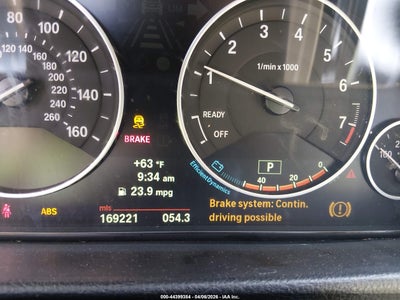 80 100
120
140
160
160
180
200
220
240
260
BRAKE
+63 °F
9:34 am
23.9 mpg
ABS
mls
169221 054.3
1
2
3
4
5
6
7
1/min x 1000
READY
OFF
EfficientDynamics
P
40 20 0
Brake system: Contin.
driving possible
160
000-44399384 - 04/06/2026 - IAA Inc.